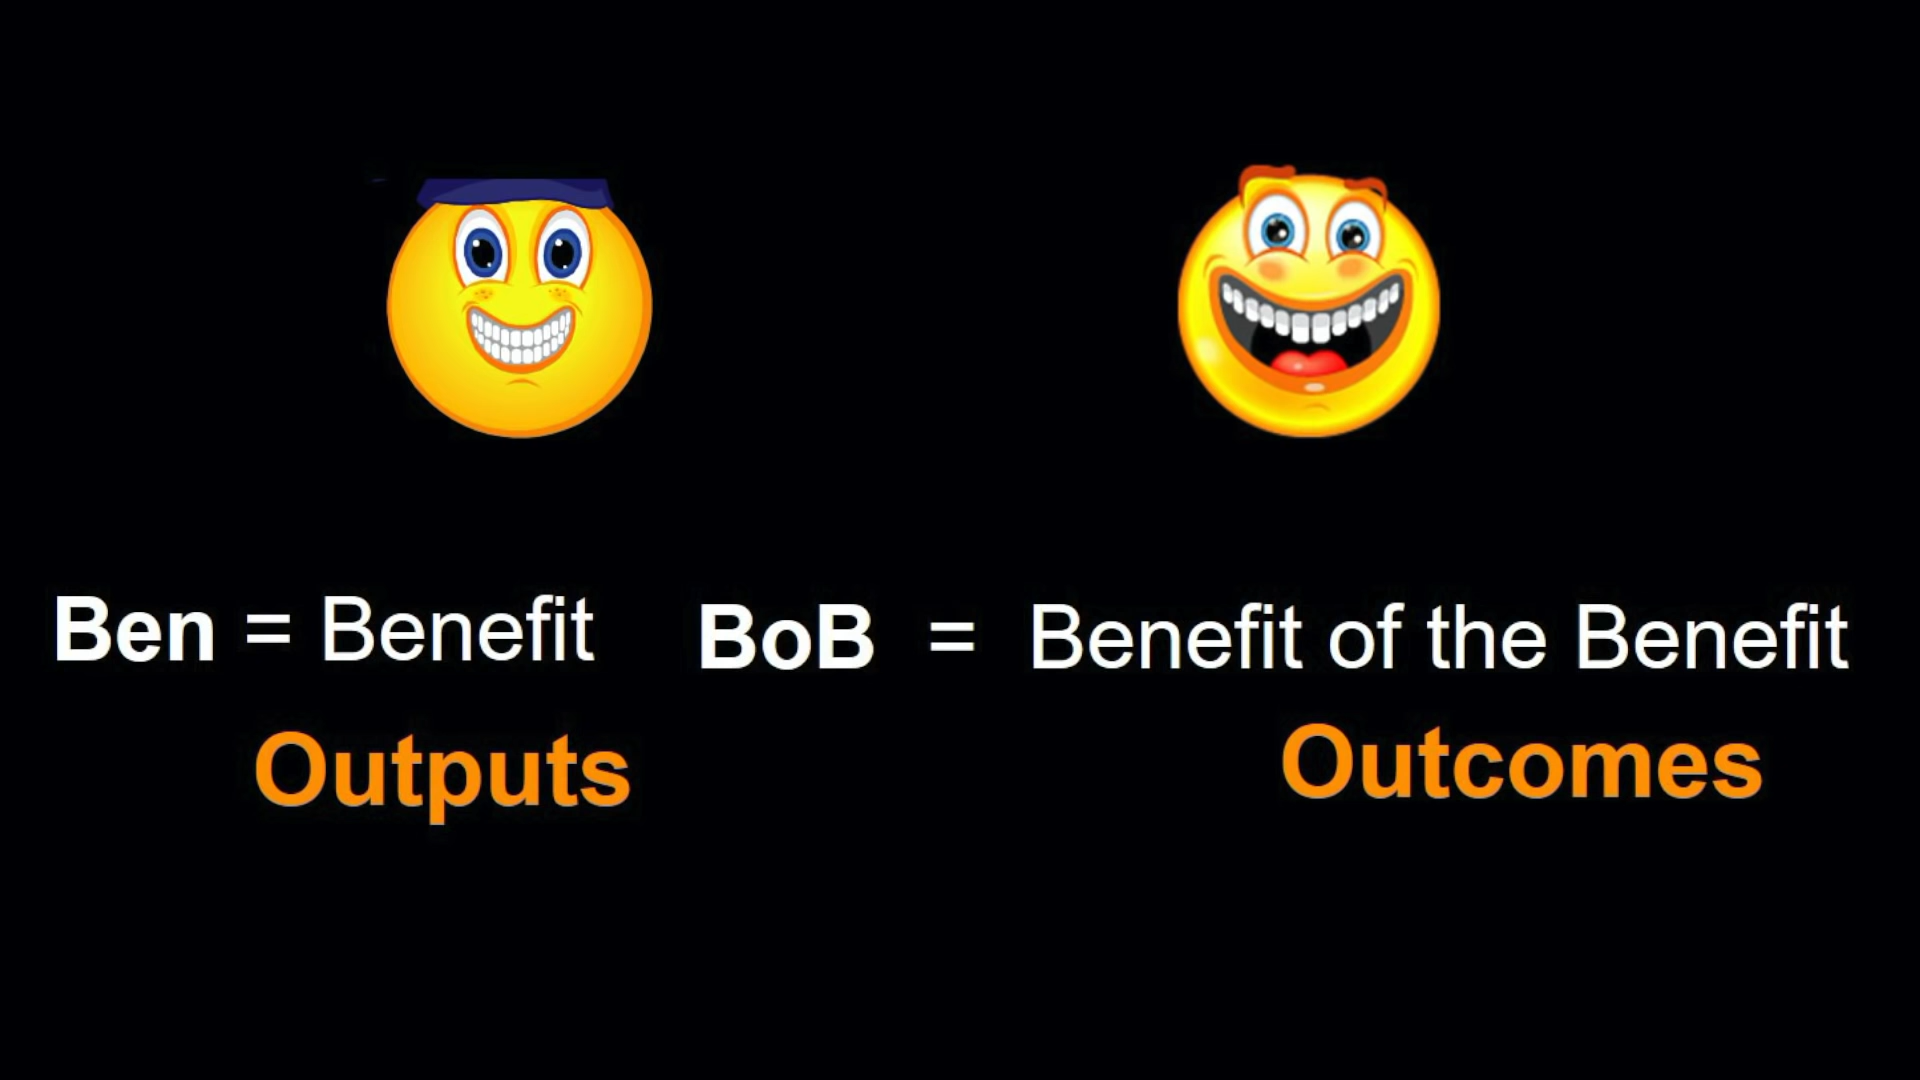 Ben = Benefit
BoB = Benefit of the Benefit
Outputs
Outcomes